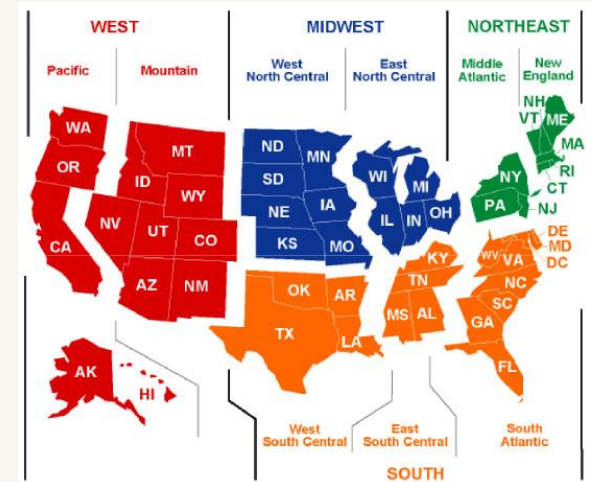 WEST
MIDWEST
NORTHEAST
Pacific
Mountain
West
North Central
East
North Central
Middle
Atlantic
New
England
WA
OR
CA
AK
HI
MT
ID
WY
NV
UT
CO
AZ
NM
ND
SD
NE
KS
MN
IA
MO
WI
MI
IL
IN
OH
NH
VT
ME
MA
RI
CT
NY
PA
NJ
OK
TX
AR
LA
KY
TN
MS
AL
DE
MD
DC
WV
VA
NC
SC
GA
FL
West
South Central
East
South Central
South
Atlantic
SOUTH